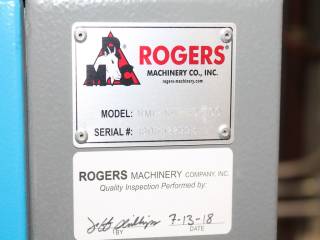 RMC
ROGERS®
MACHINERY CO., INC.
rogers-machinery.com
MODEL:
SERIAL #:
ROGERS MACHINERY COMPANY, INC.
Quality Inspection Performed by:
7-13-18
BY DATE